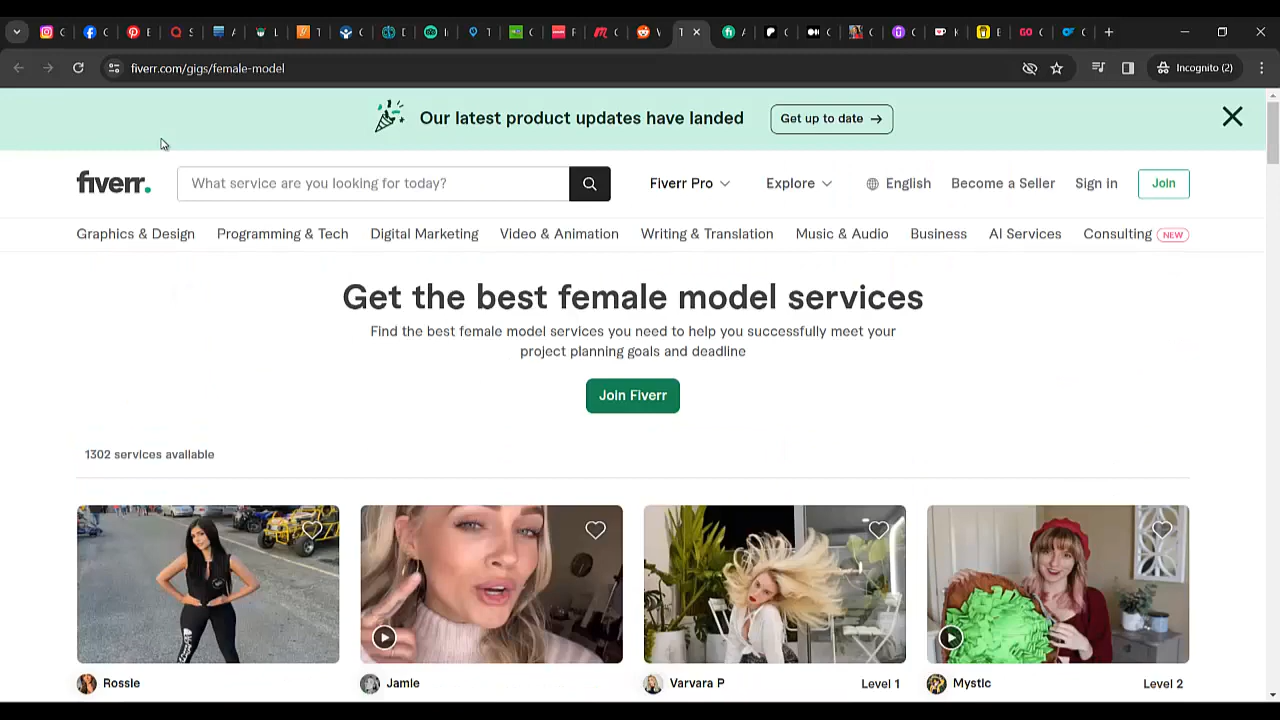 fiverr.com/gigs/female-model
Incognito (2)
Our latest product updates have landed
Get up to date →
fiverr.
What service are you looking for today?
Fiverr Pro
Explore
English
Become a Seller
Sign in
Join
Graphics & Design
Programming & Tech
Digital Marketing
Video & Animation
Writing & Translation
Music & Audio
Business
AI Services
Consulting NEW
Get the best female model services
Find the best female model services you need to help you successfully meet your
project planning goals and deadline
Join Fiverr
1302 services available
Rossie
Jamie
Varvara P
Level 1
Mystic
Level 2